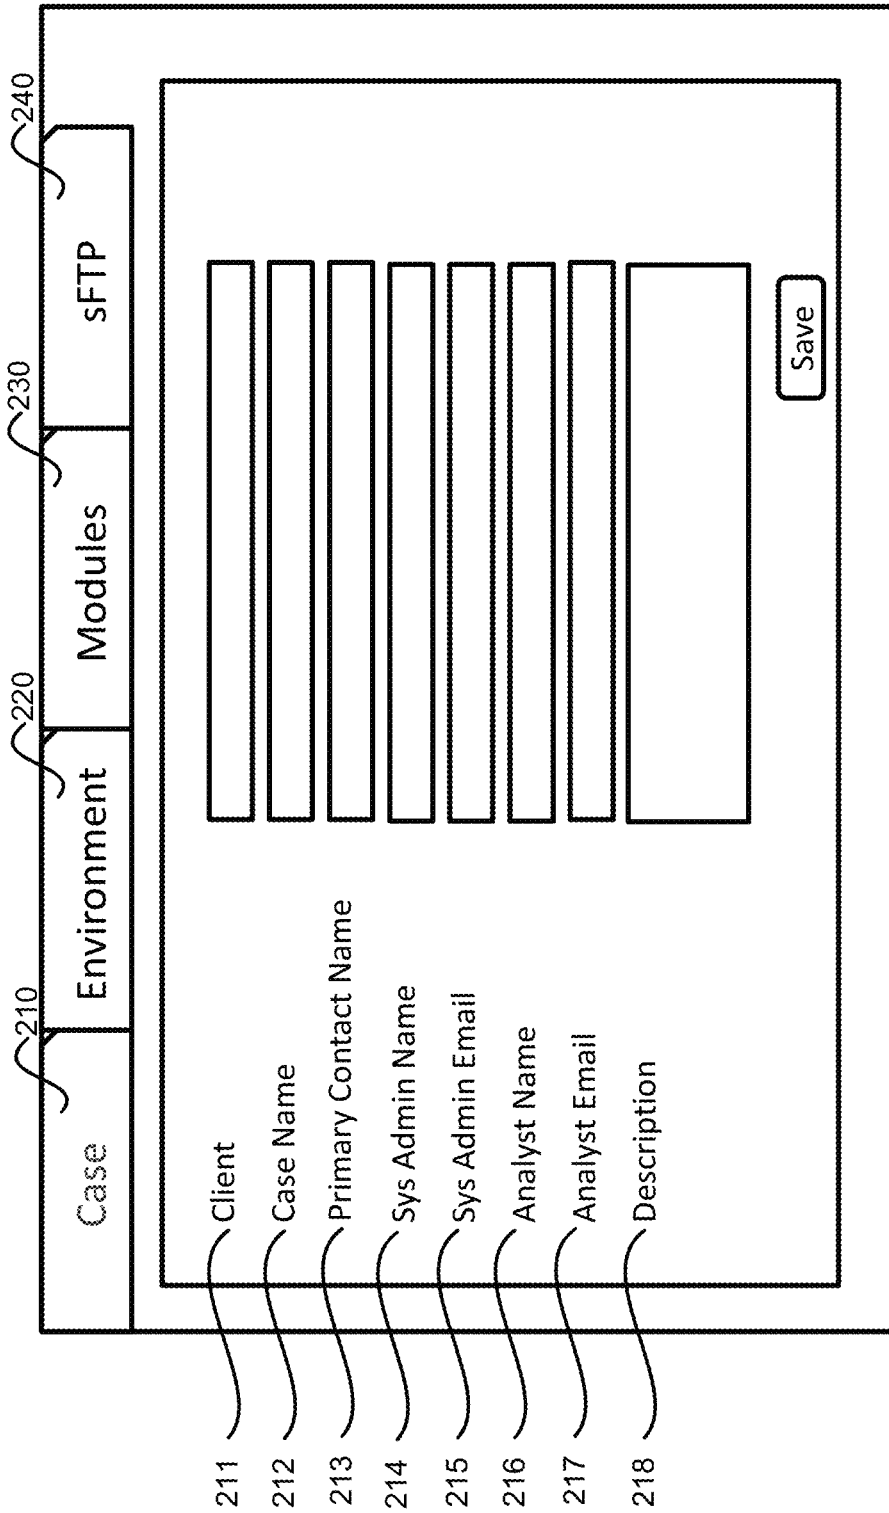 210 220 230 240
Case Environment Modules sFTP
211 Client
212 Case Name
213 Primary Contact Name
214 Sys Admin Name
215 Sys Admin Email
216 Analyst Name
217 Analyst Email
218 Description
Save